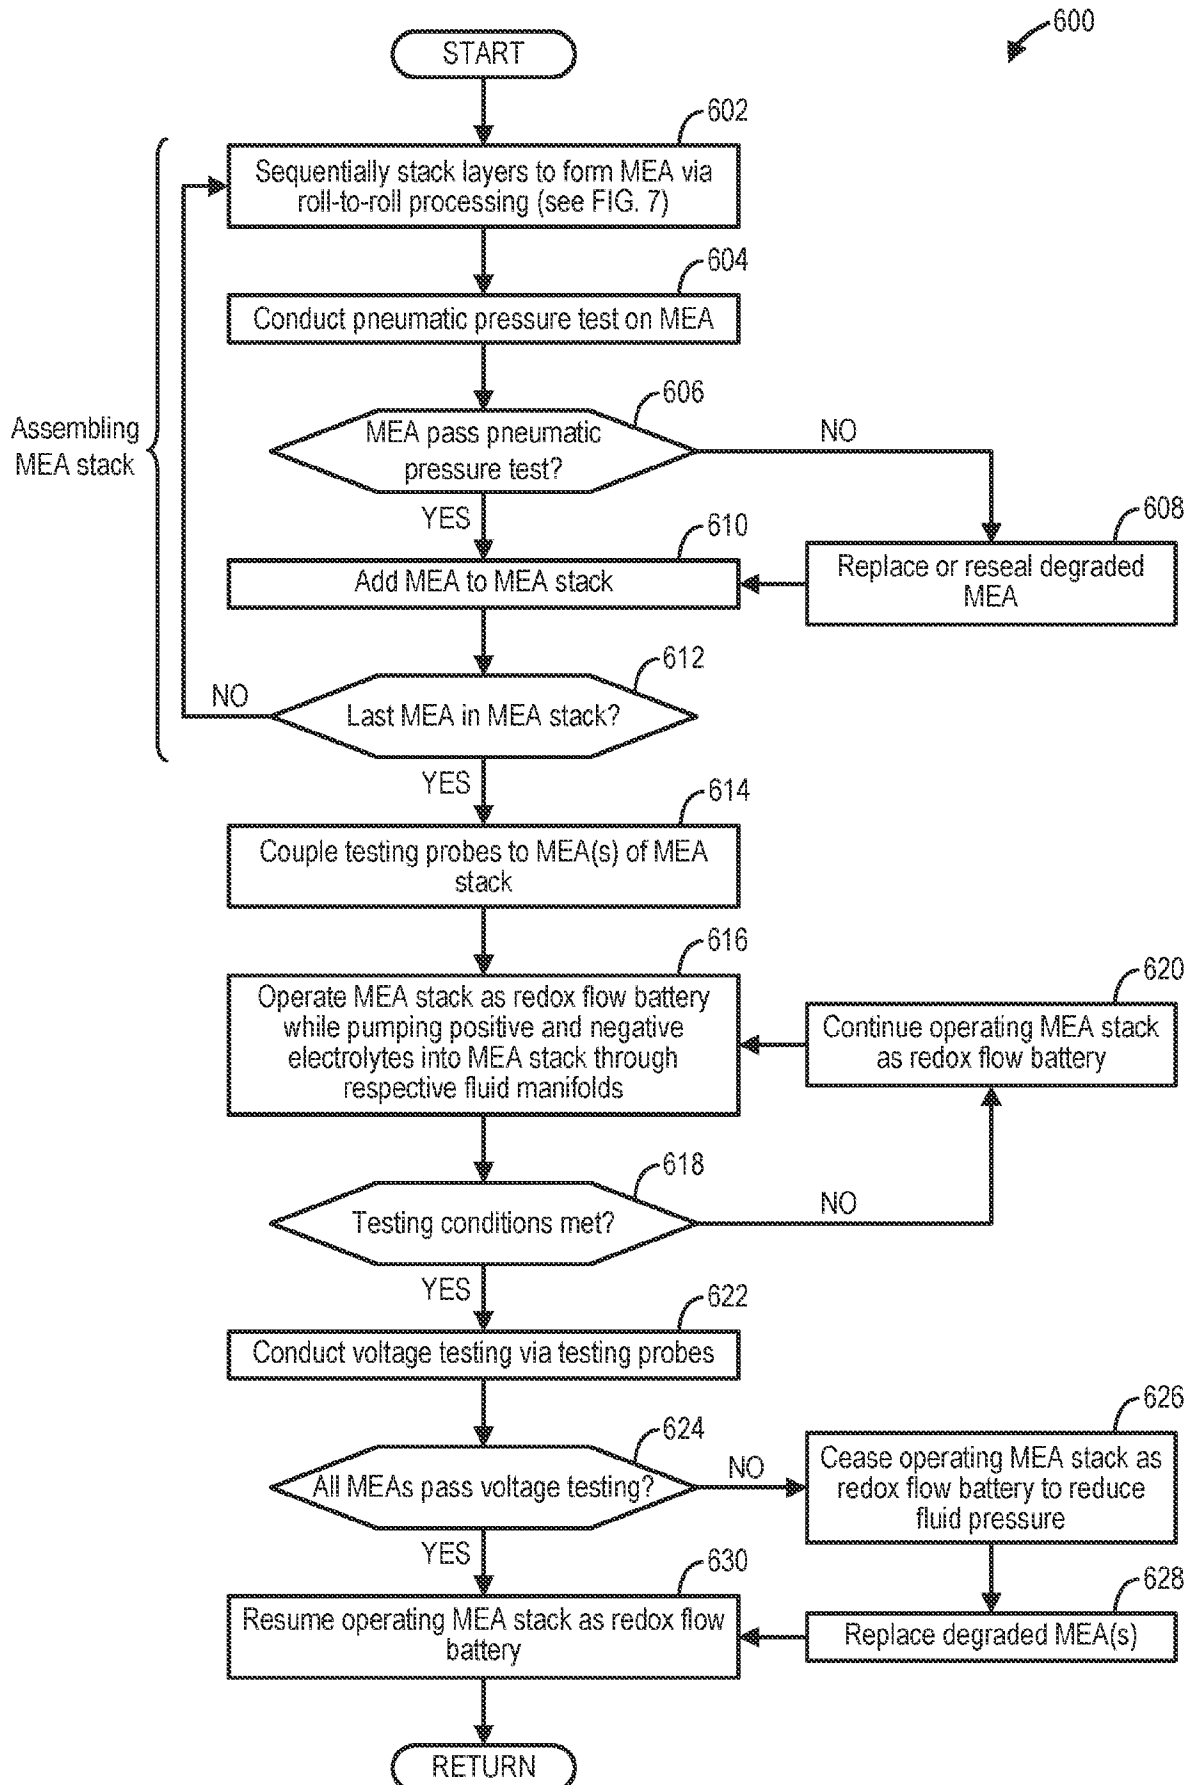 600
START
602
Sequentially stack layers to form MEA via
roll-to-roll processing (see FIG. 7)
604
Conduct pneumatic pressure test on MEA
606
MEA pass pneumatic
pressure test?
NO
Assembling
MEA stack
YES
608
Replace or reseal degraded
MEA
610
Add MEA to MEA stack
612
Last MEA in MEA stack?
NO
YES
614
Couple testing probes to MEA(s) of MEA
stack
616
Operate MEA stack as redox flow battery
while pumping positive and negative
electrolytes into MEA stack through
respective fluid manifolds
620
Continue operating MEA stack
as redox flow battery
618
Testing conditions met?
NO
YES
622
Conduct voltage testing via testing probes
624
All MEAs pass voltage testing?
NO
626
Cease operating MEA stack as
redox flow battery to reduce
fluid pressure
YES
628
Replace degraded MEA(s)
630
Resume operating MEA stack as redox flow
battery
RETURN